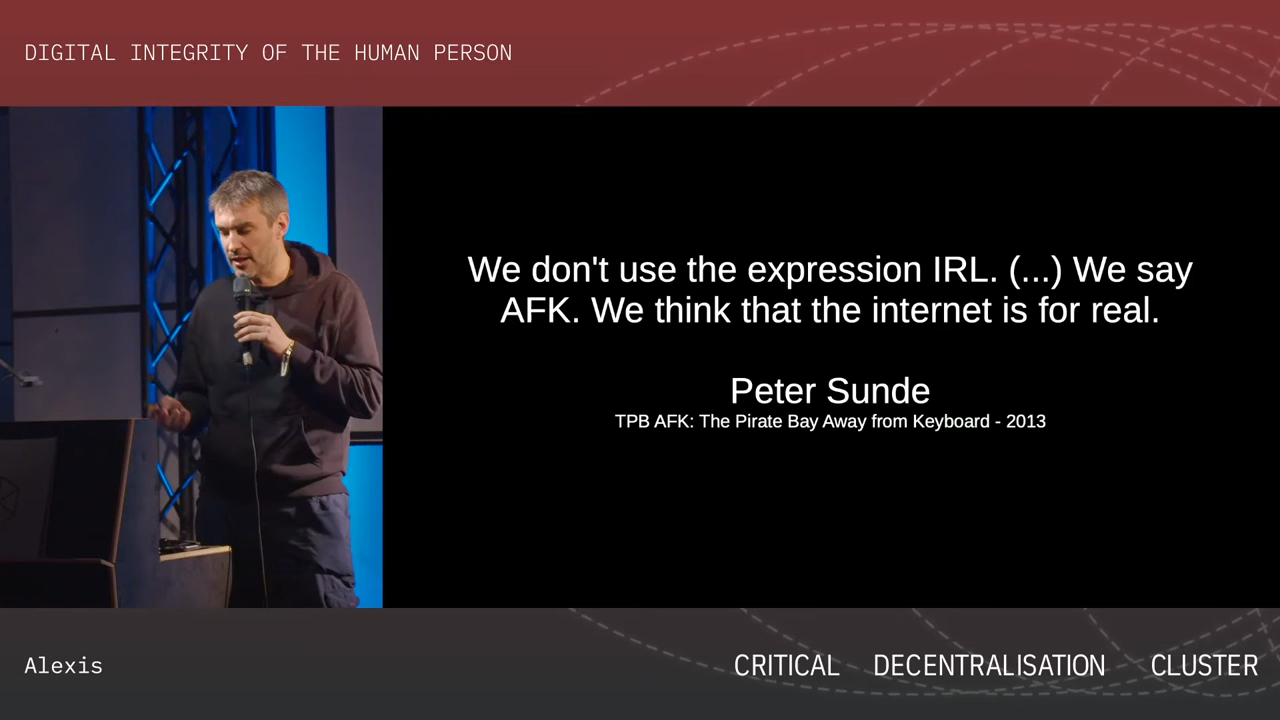 DIGITAL INTEGRITY OF THE HUMAN PERSON
We don't use the expression IRL. (...) We say
AFK. We think that the internet is for real.
Peter Sunde
TPB AFK: The Pirate Bay Away from Keyboard - 2013
Alexis
CRITICAL DECENTRALISATION CLUSTER